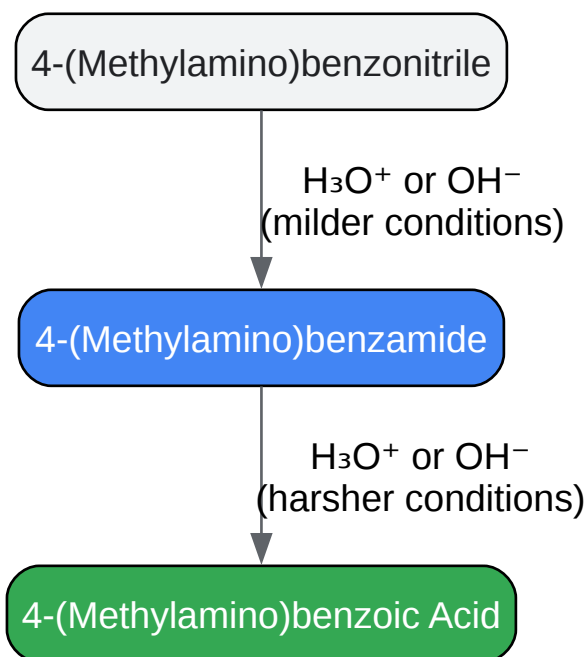 4-(Methylamino)benzonitrile
H₃O⁺ or OH⁻
(milder conditions)
4-(Methylamino)benzamide
H₃O⁺ or OH⁻
(harsher conditions)
4-(Methylamino)benzoic Acid